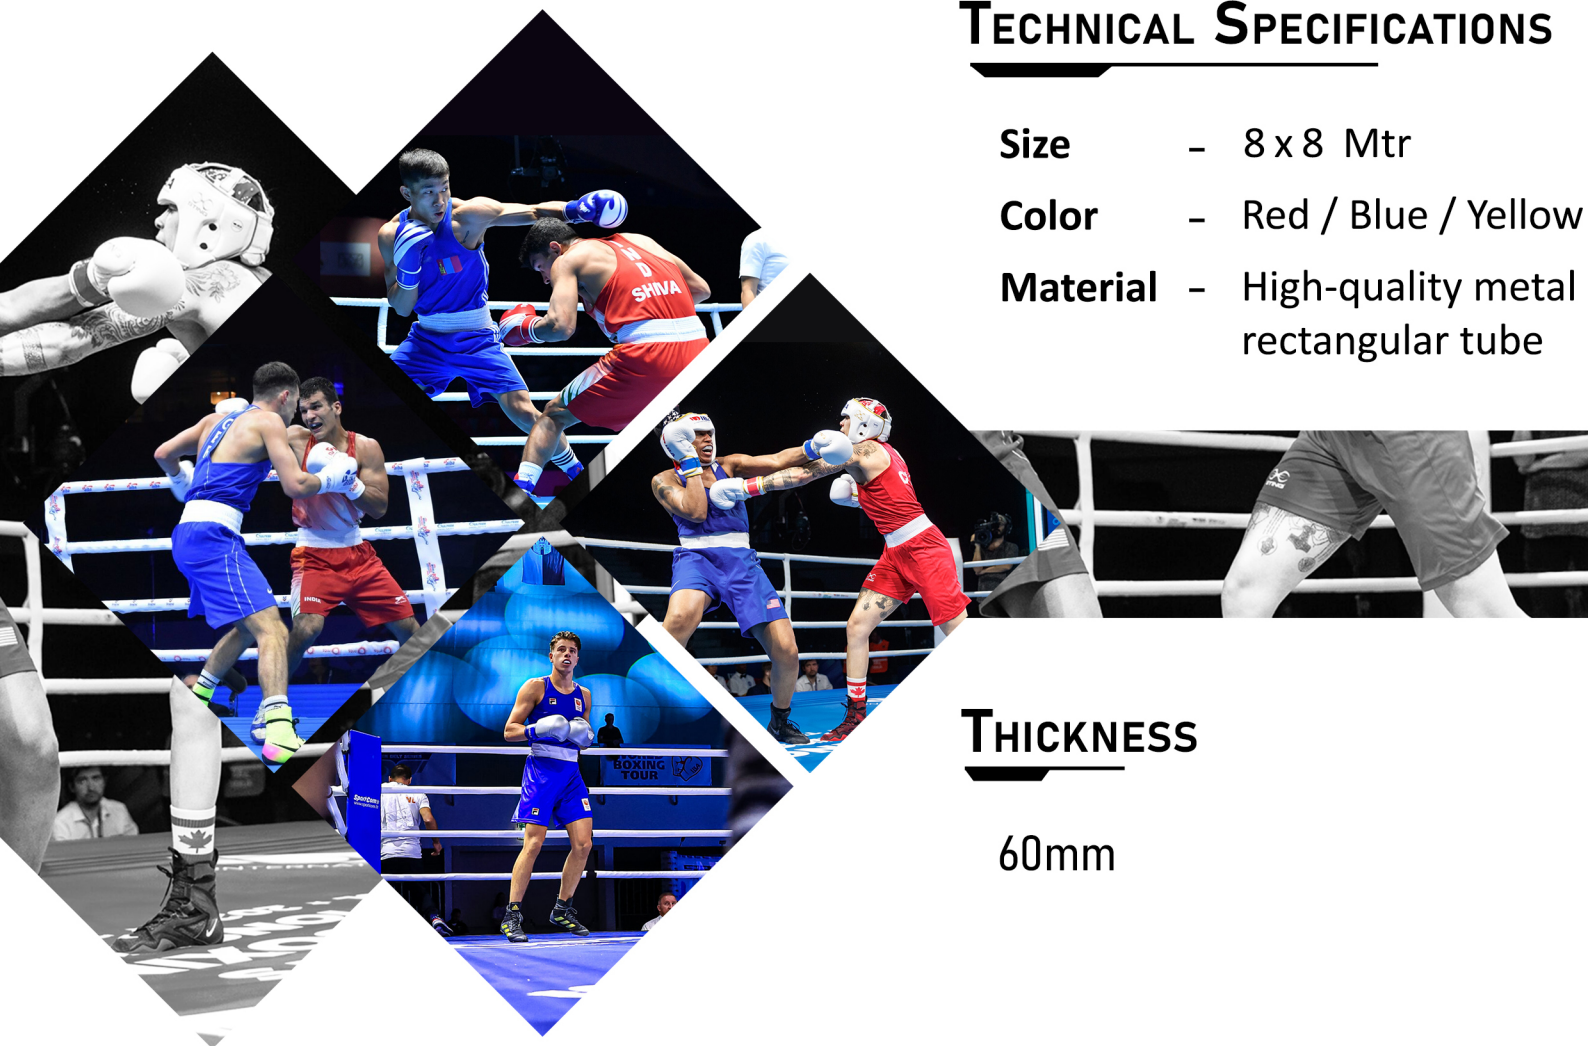 TECHNICAL SPECIFICATIONS
Size - 8 x 8 Mtr
Color - Red / Blue / Yellow
Material - High-quality metal
rectangular tube
THICKNESS
60mm
SHIVA
INDIA
BOXING
TOUR